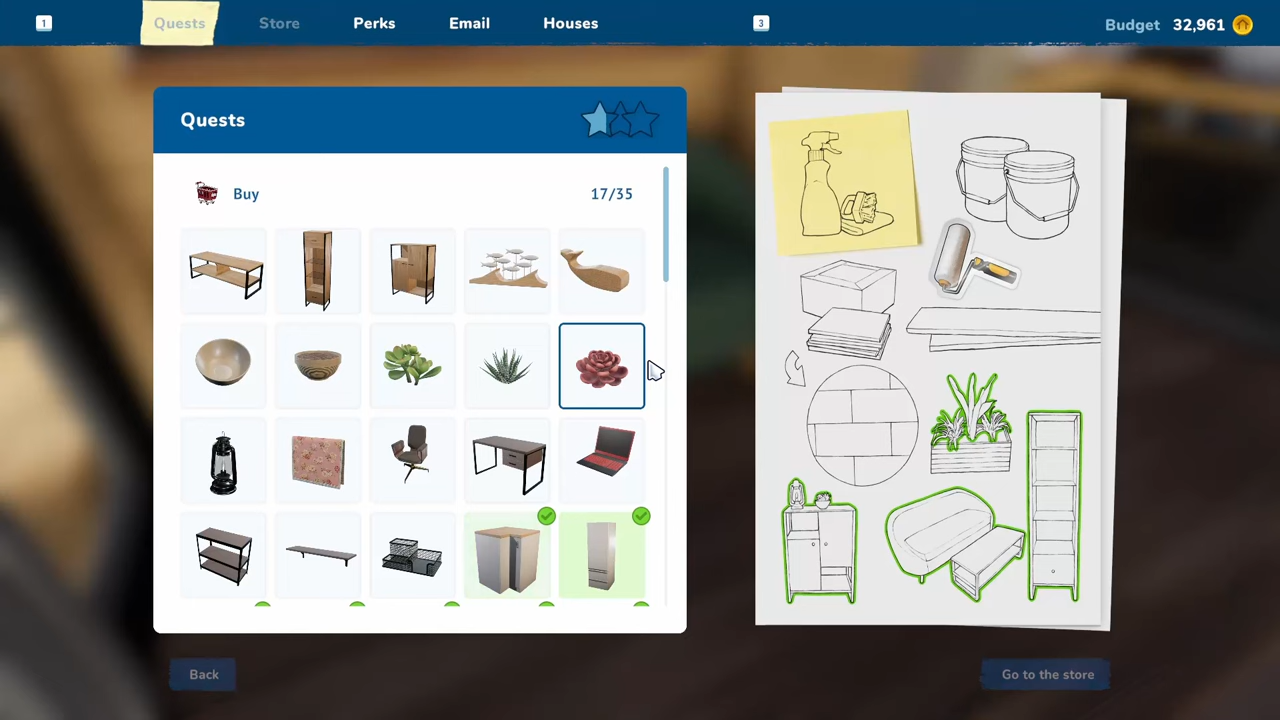 1 Quests Store Perks Email Houses 3 Budget 32,961
Quests
Buy 17/35
Back Go to the store